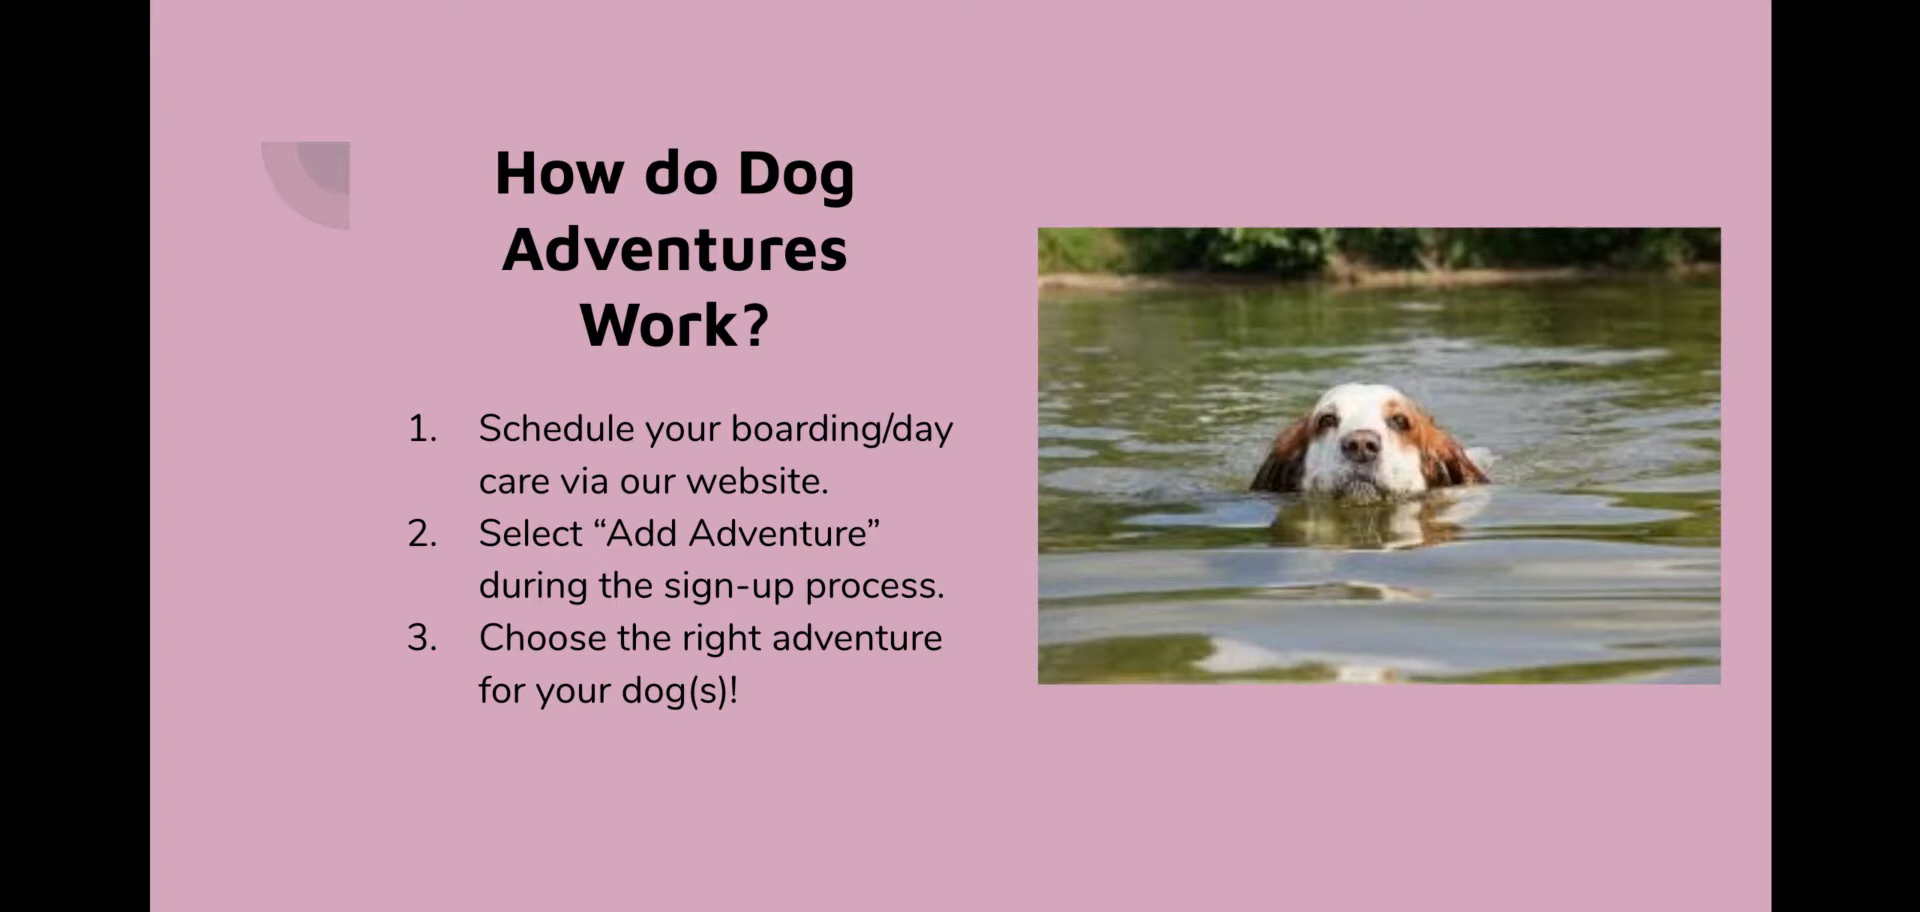 How do Dog
Adventures
Work?
1. Schedule your boarding/day
care via our website.
2. Select “Add Adventure”
during the sign-up process.
3. Choose the right adventure
for your dog(s)!